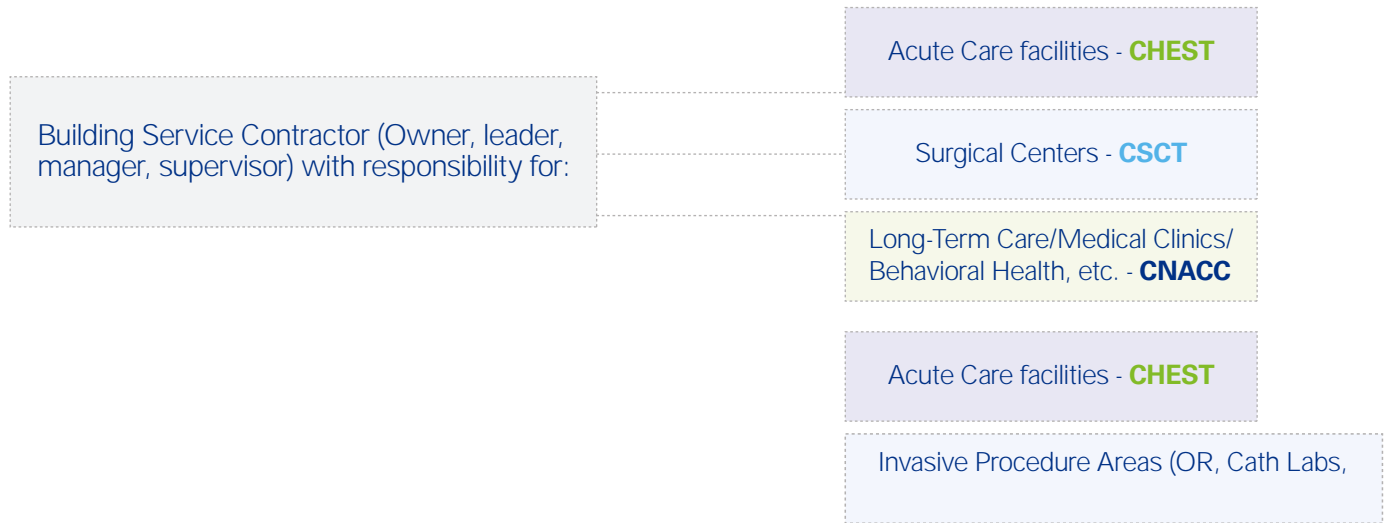 Acute Care facilities - CHEST
Building Service Contractor (Owner, leader,
manager, supervisor) with responsibility for:
Surgical Centers - CSCT
Long-Term Care/Medical Clinics/
Behavioral Health, etc. - CNACC
Acute Care facilities - CHEST
Invasive Procedure Areas (OR, Cath Labs,